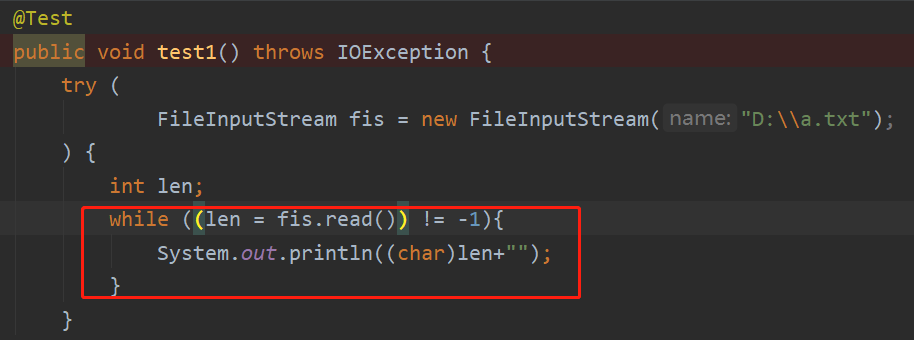 @Test
public void test1() throws IOException {
try (
FileInputStream fis = new FileInputStream( name: "D:\\a.txt");
) {
int len;
while ((len = fis.read()) != -1){
System.out.println((char)len+"");
}
}